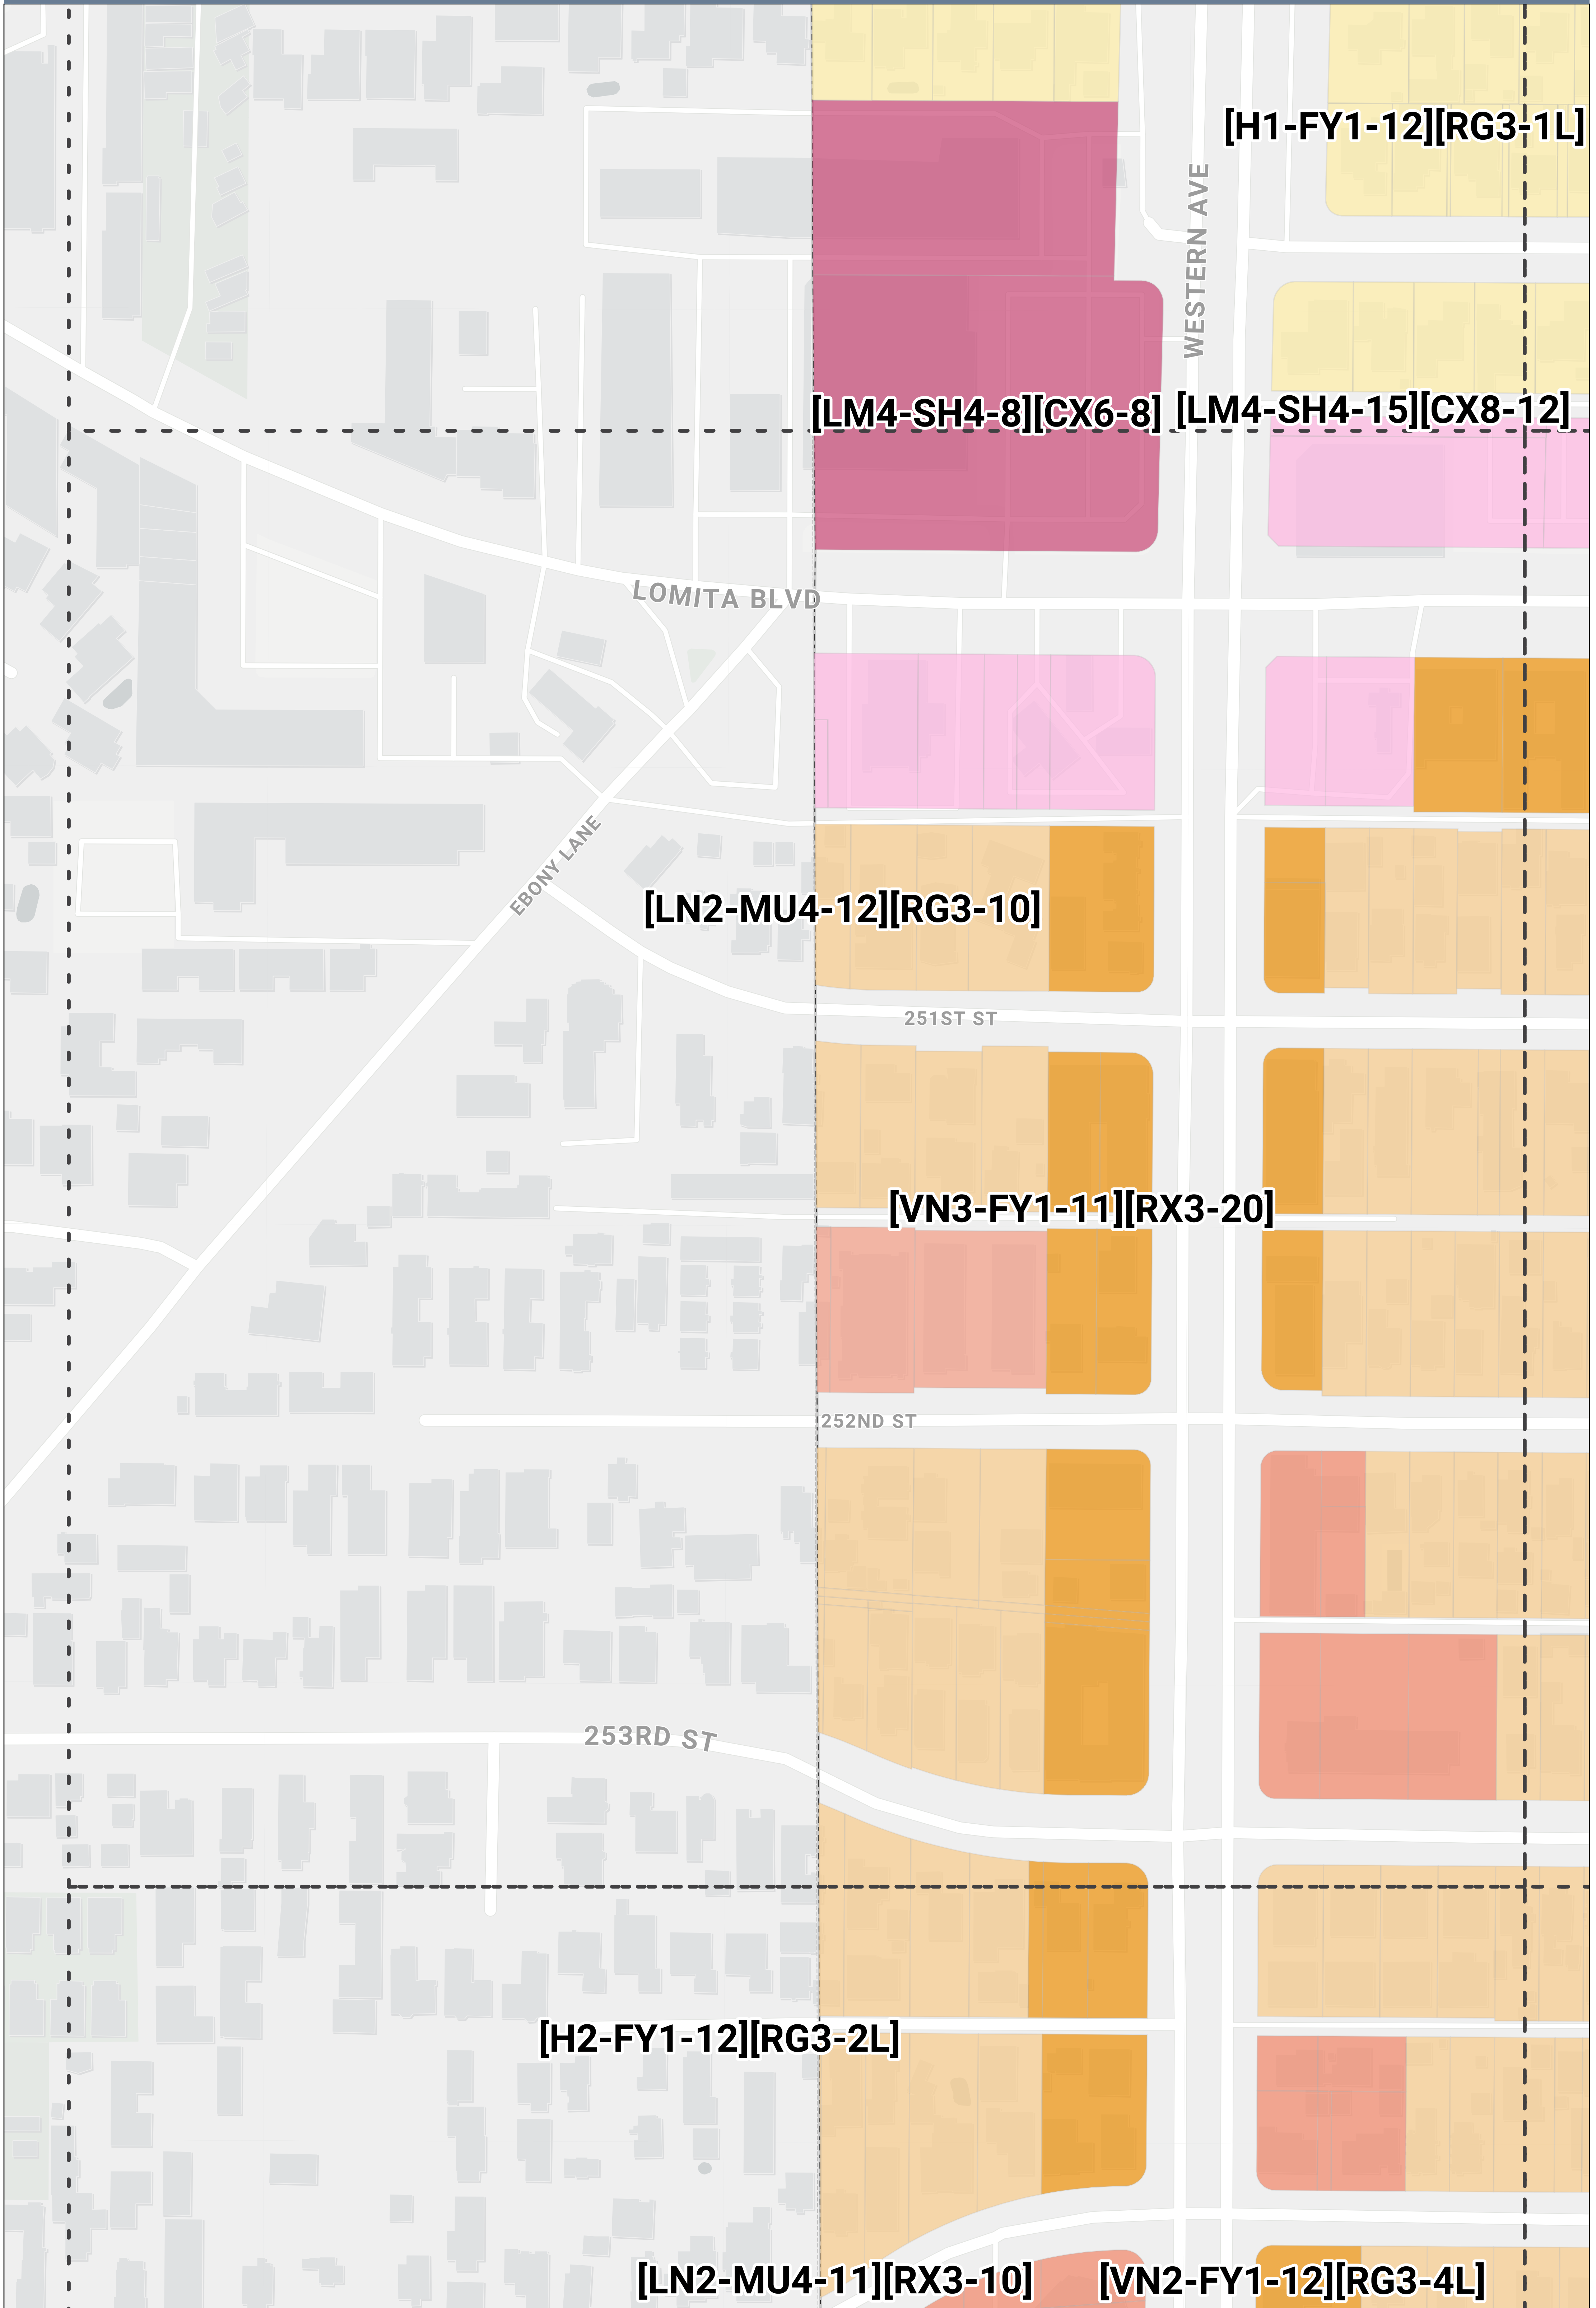 [H1-FY1-12][RG3-1L]
WESTERN AVE
[LM4-SH4-8][CX6-8]
[LM4-SH4-15][CX8-12]
LOMITA BLVD
EBONY LANE
[LN2-MU4-12][RG3-10]
251ST ST
[VN3-FY1-11][RX3-20]
252ND ST
253RD ST
[H2-FY1-12][RG3-2L]
[LN2-MU4-11][RX3-10]
[VN2-FY1-12][RG3-4L]